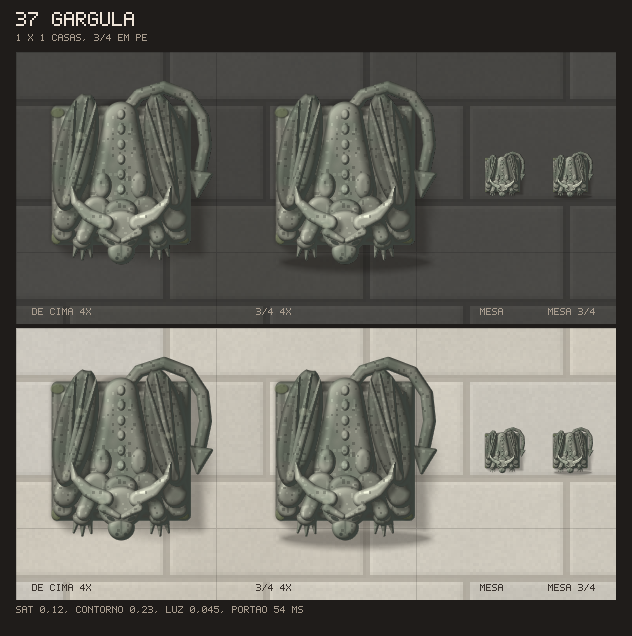 37 GARGULA
1 X 1 CASAS, 3/4 EM PE
DE CIMA 4X
3/4 4X
MESA
MESA 3/4
DE CIMA 4X
3/4 4X
MESA
MESA 3/4
SAT 0,12, CONTORNO 0,23, LUZ 0,045, PORTAO 54 MS